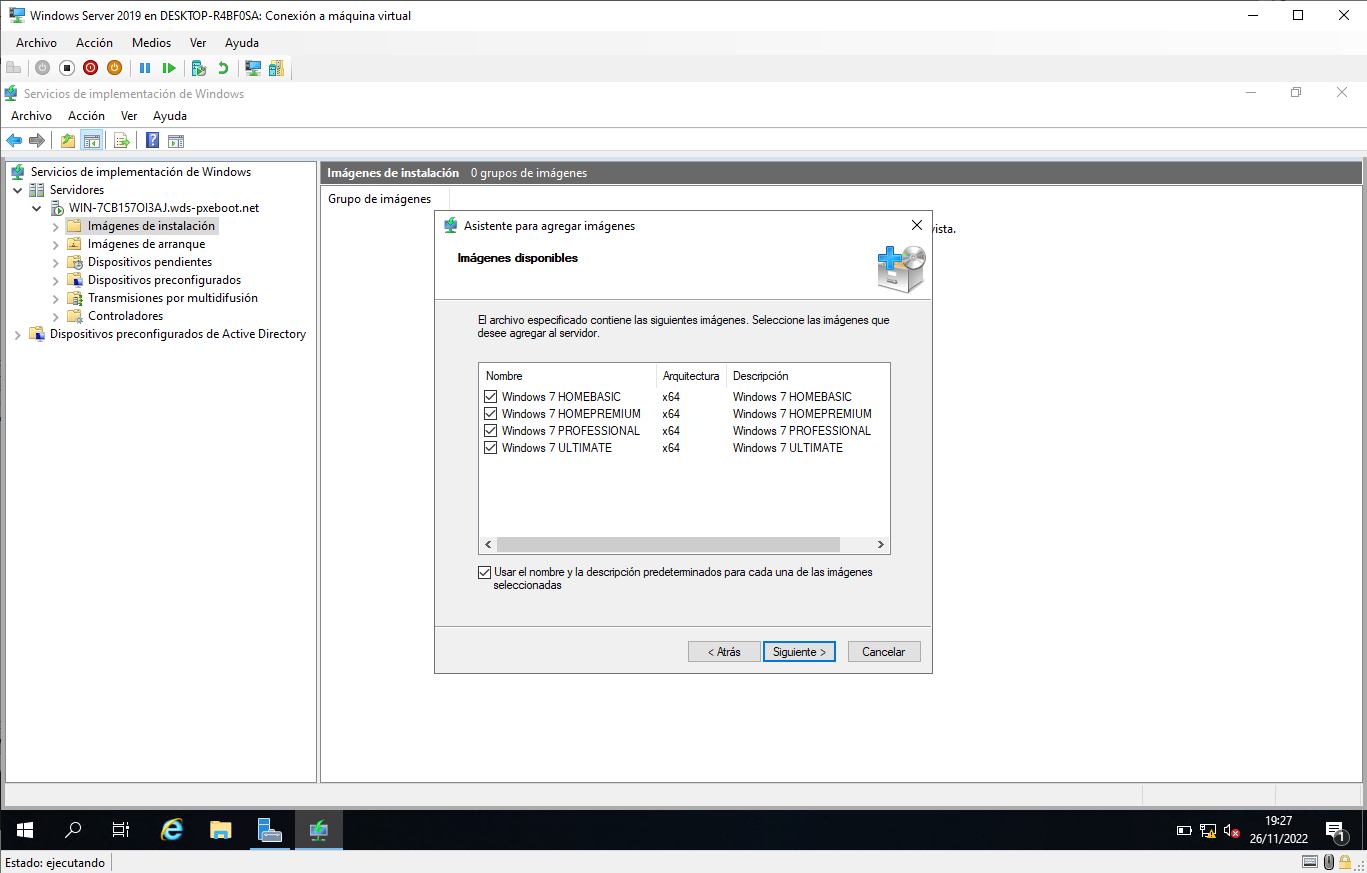 Windows Server 2019 en DESKTOP-R4BF0SA: Conexión a máquina virtual
Archivo Acción Medios Ver Ayuda
Servicios de implementación de Windows
Archivo Acción Ver Ayuda
Servicios de implementación de Windows
Servidores
WIN-7CB157OI3AJ.wds-pxeboot.net
Imágenes de instalación
Imágenes de arranque
Dispositivos pendientes
Dispositivos preconfigurados
Transmisiones por multidifusión
Controladores
Dispositivos preconfigurados de Active Directory
Imágenes de instalación 0 grupos de imágenes
Grupo de imágenes
vista.
Asistente para agregar imágenes
Imágenes disponibles
El archivo especificado contiene las siguientes imágenes. Seleccione las imágenes que
desee agregar al servidor.
Nombre Arquitectura Descripción
Windows 7 HOMEBASIC x64 Windows 7 HOMEBASIC
Windows 7 HOMEPREMIUM x64 Windows 7 HOMEPREMIUM
Windows 7 PROFESSIONAL x64 Windows 7 PROFESSIONAL
Windows 7 ULTIMATE x64 Windows 7 ULTIMATE
Usar el nombre y la descripción predeterminados para cada una de las imágenes
seleccionadas
< Atrás Siguiente > Cancelar
19:27
26/11/2022
1
Estado: ejecutando